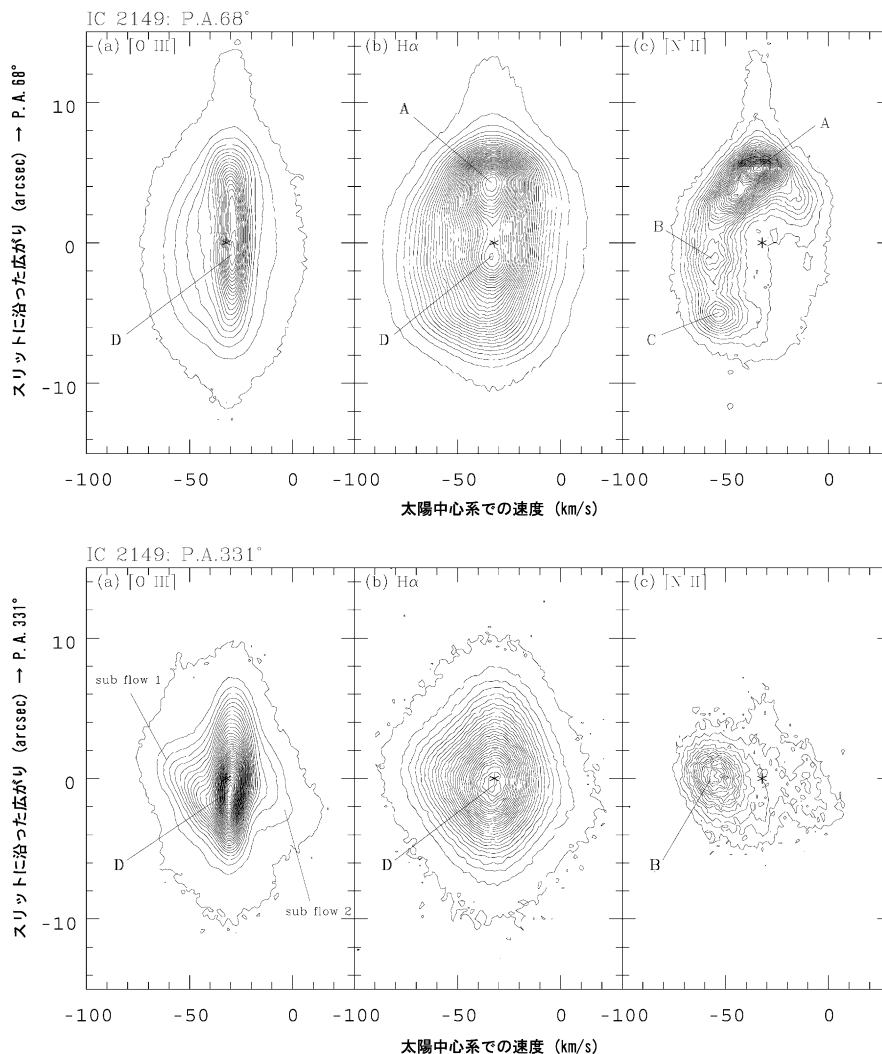 IC 2149: P.A.68°
(a) [O III]
(b) Hα
(c) [N II]
スリットに沿った広がり (arcsec) → P.A.68°
10
0
-10
A
D
A
D
A
B
C
-100 -50 0
-100 -50 0
-100 -50 0
太陽中心系での速度 (km/s)
IC 2149: P.A.331°
(a) [O III]
(b) Hα
(c) [N II]
スリットに沿った広がり (arcsec) → P.A.331°
10
0
-10
sub flow 1
D
sub flow 2
D
B
-100 -50 0
-100 -50 0
-100 -50 0
太陽中心系での速度 (km/s)